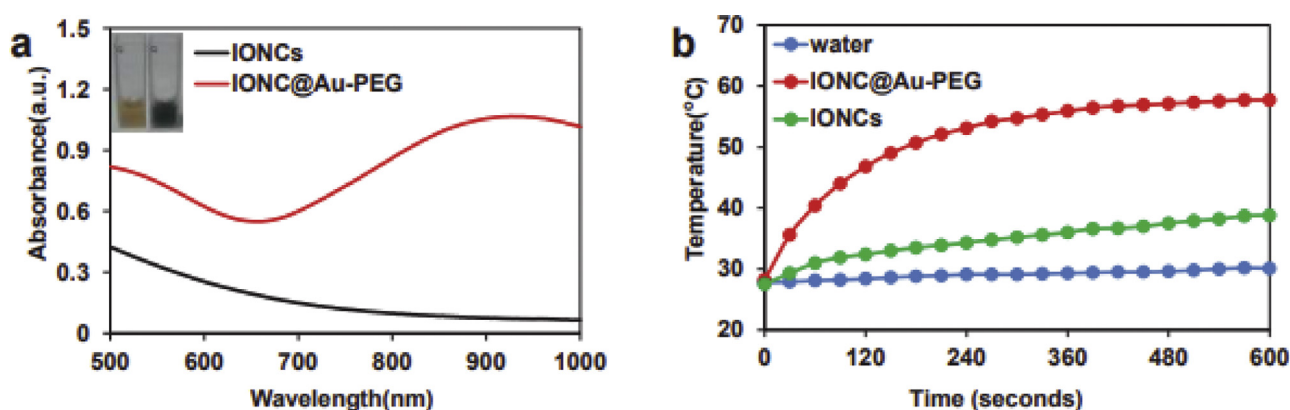 a
1.5
1.2
0.9
0.6
0.3
0
Absorbance(a.u.)
IONCs
IONC@Au-PEG
500
600
700
800
900
1000
Wavelength(nm)
b
70
60
50
40
30
20
Temperature(°C)
water
IONC@Au-PEG
IONCs
0
120
240
360
480
600
Time (seconds)